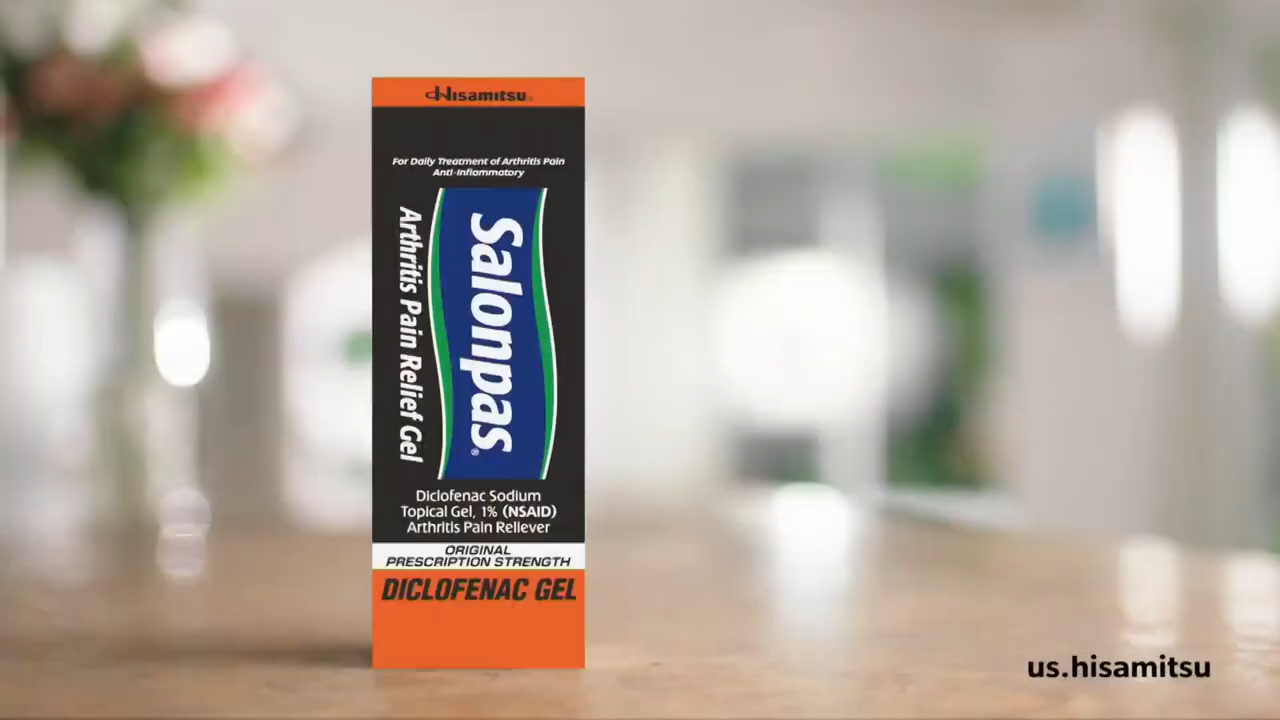 Hisamitsu®
For Daily Treatment of Arthritis Pain
Anti-Inflammatory
Salonpas®
Arthritis Pain Relief Gel
Diclofenac Sodium
Topical Gel, 1% (NSAID)
Arthritis Pain Reliever
ORIGINAL
PRESCRIPTION STRENGTH
DICLOFENAC GEL
us.hisamitsu